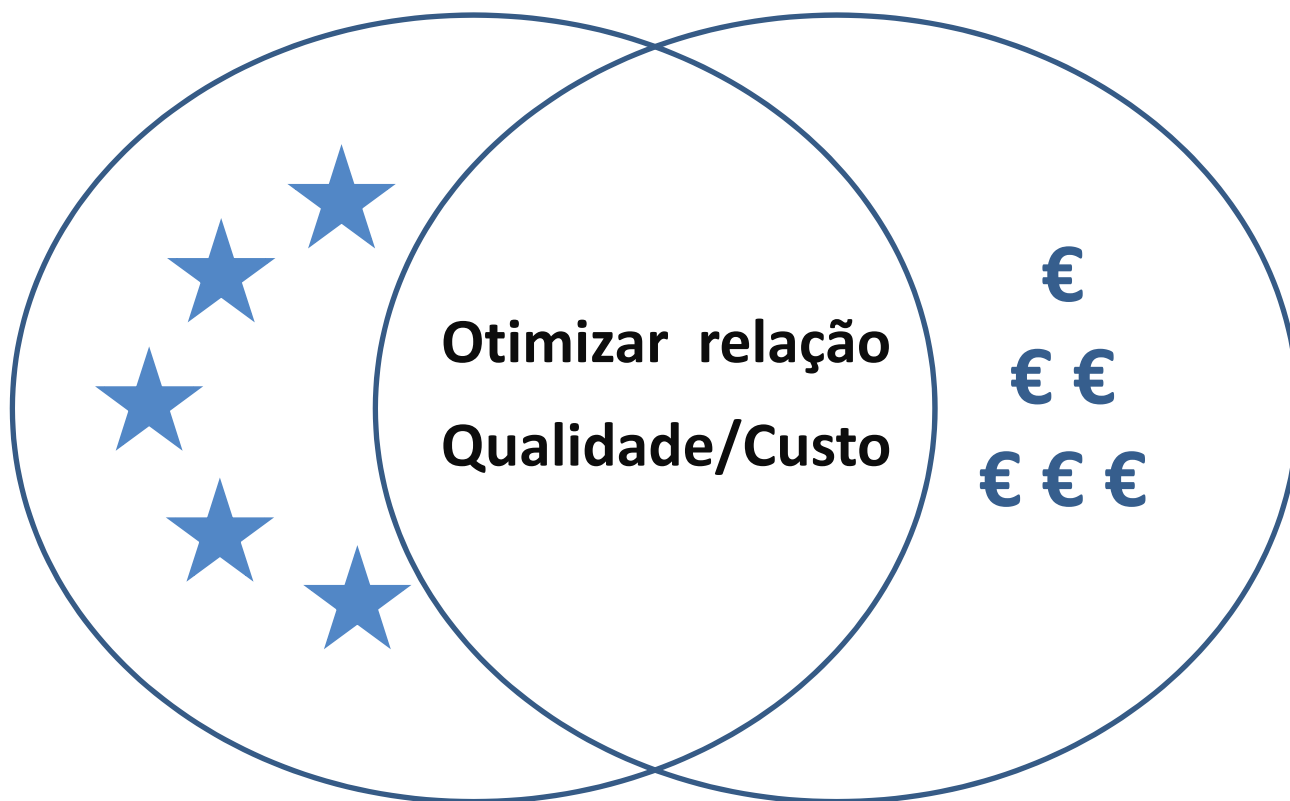 €
Otimizar relação
€ €
Qualidade/Custo
€ € €